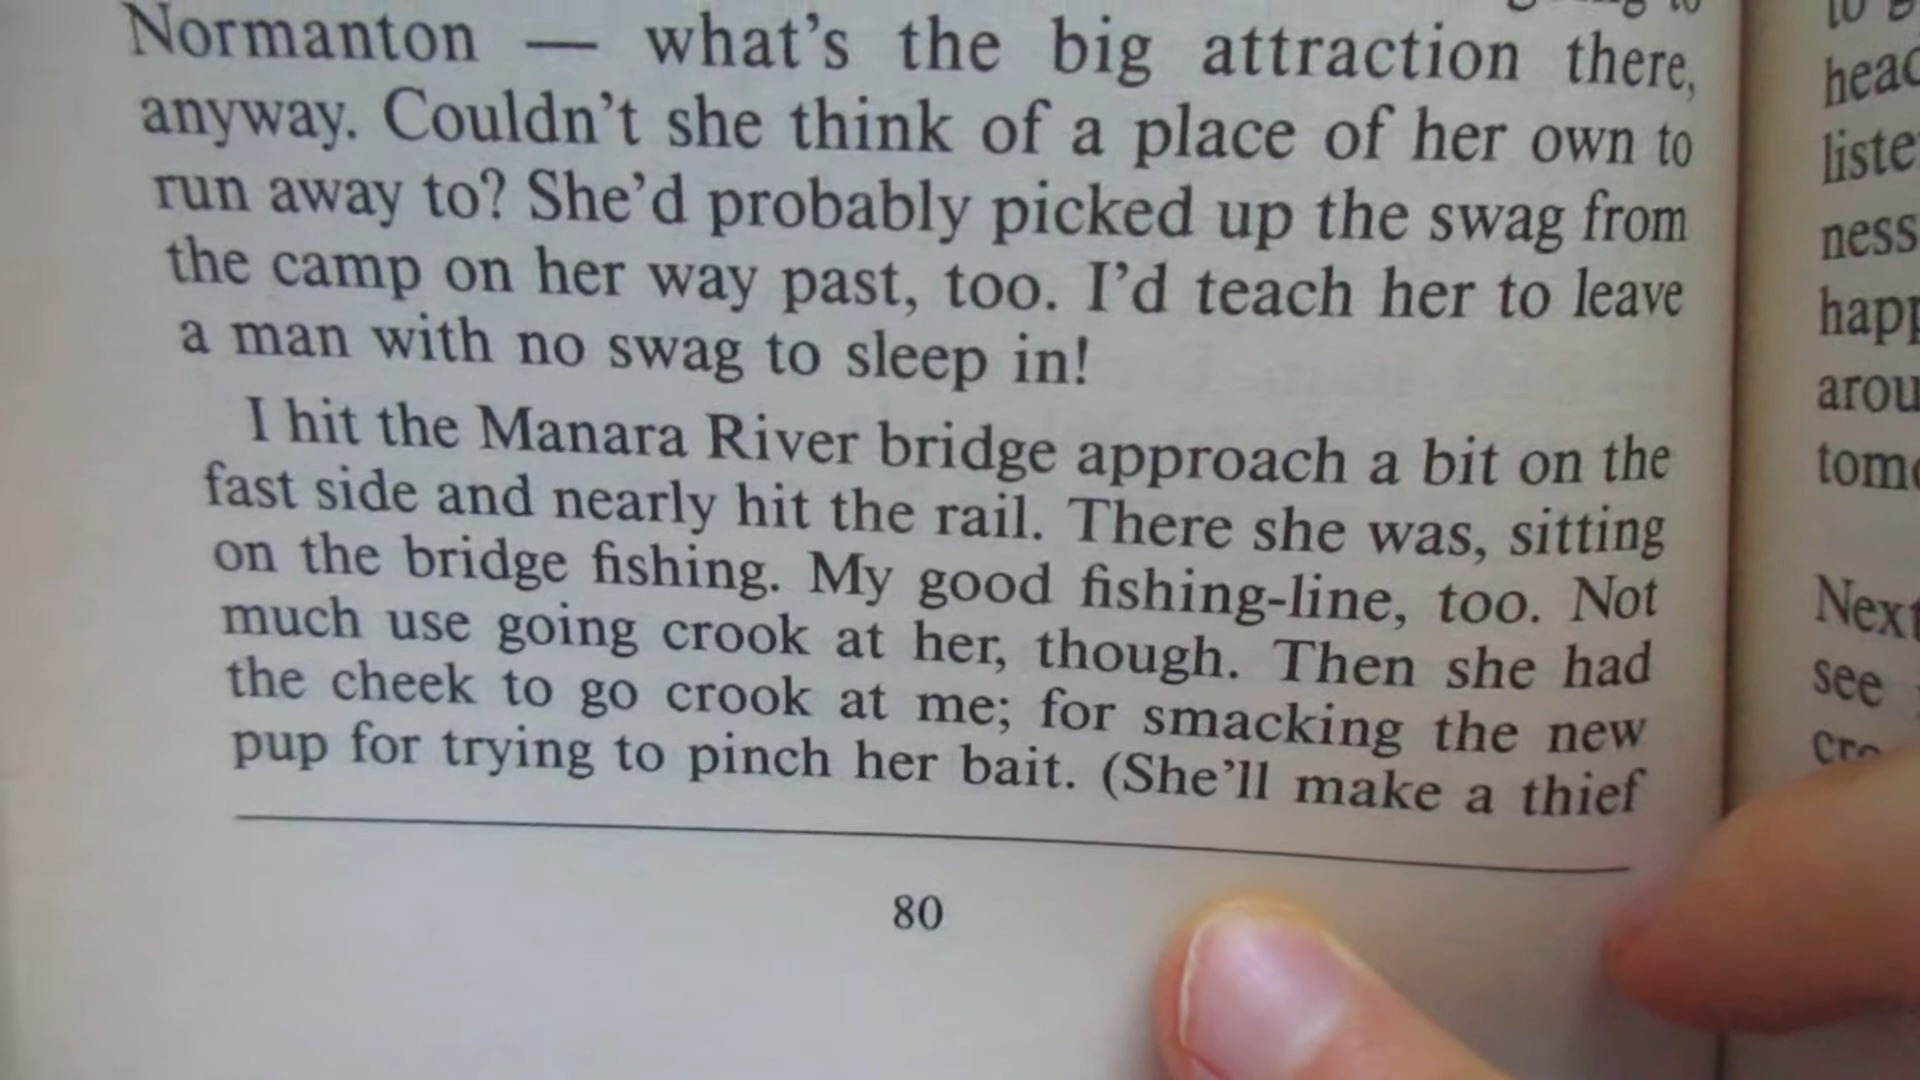 Normanton — what's the big attraction there,
anyway. Couldn't she think of a place of her own to
run away to? She'd probably picked up the swag from
the camp on her way past, too. I'd teach her to leave
a man with no swag to sleep in!
I hit the Manara River bridge approach a bit on the
fast side and nearly hit the rail. There she was, sitting
on the bridge fishing. My good fishing-line, too. Not
much use going crook at her, though. Then she had
the cheek to go crook at me; for smacking the new
pup for trying to pinch her bait. (She'll make a thief
80
Next
see